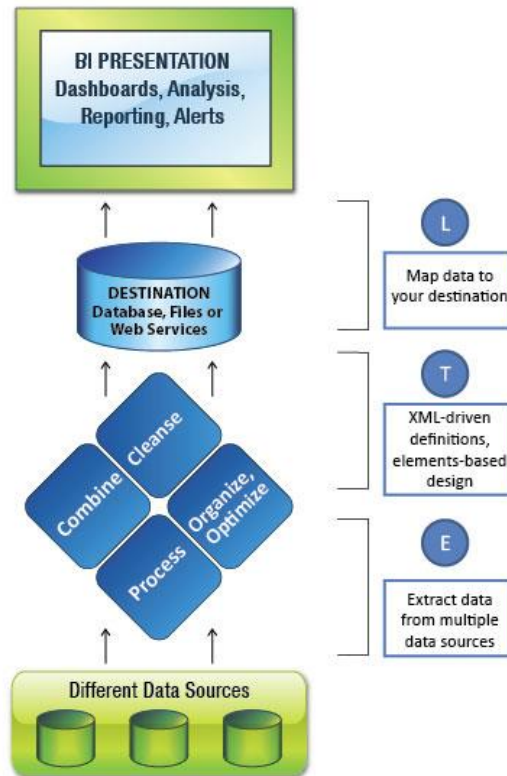 BI PRESENTATION
Dashboards, Analysis,
Reporting, Alerts
L
Map data to
your destination
DESTINATION
Database, Files or
Web Services
T
XML-driven
definitions,
elements-based
design
Cleanse
Combine
Organize,
Optimize
Process
E
Extract data
from multiple
data sources
Different Data Sources